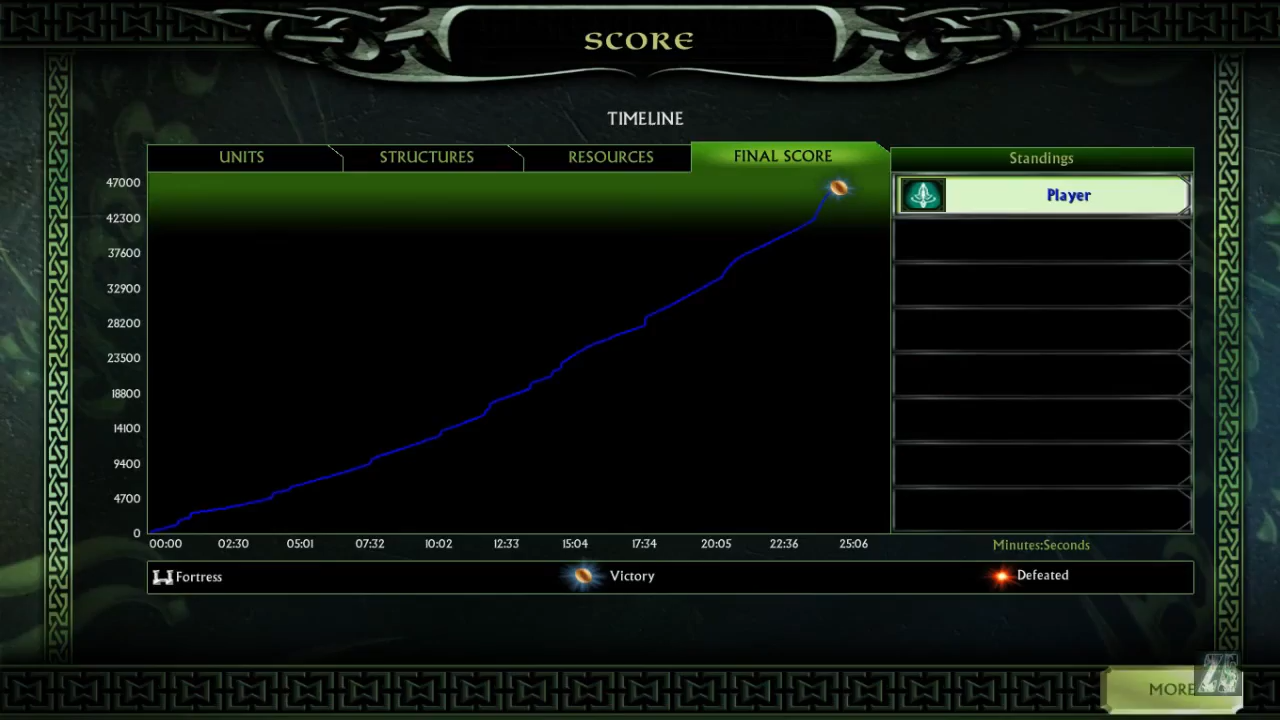 SCORE
TIMELINE
UNITS STRUCTURES RESOURCES FINAL SCORE Standings
Player
47000
42300
37600
32900
28200
23500
18800
14100
9400
4700
0
00:00 02:30 05:01 07:32 10:02 12:33 15:04 17:34 20:05 22:36 25:06 Minutes:Seconds
Fortress Victory Defeated
MORE